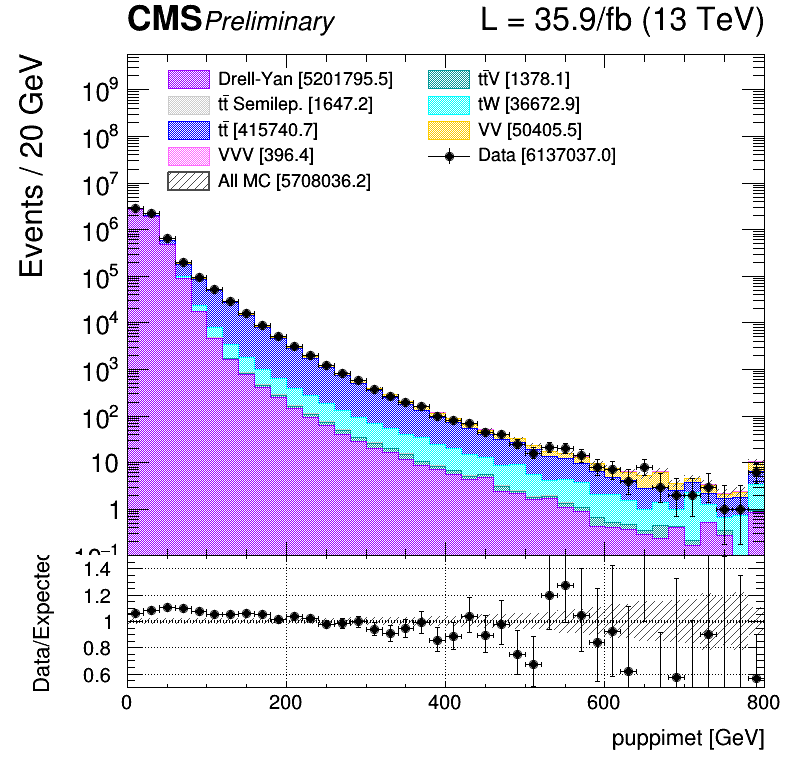 CMS Preliminary L = 35.9/fb (13 TeV)
Events / 20 GeV
Drell-Yan [5201795.5]
tt̄ Semilep. [1647.2]
tt̄ [415740.7]
VVV [396.4]
All MC [5708036.2]
tt̄V [1378.1]
tW [36672.9]
VV [50405.5]
Data [6137037.0]
10⁹
10⁸
10⁷
10⁶
10⁵
10⁴
10³
10²
10
1
10⁻¹
Data/Expected
1.4
1.2
1
0.8
0.6
0 200 400 600 800
puppimet [GeV]